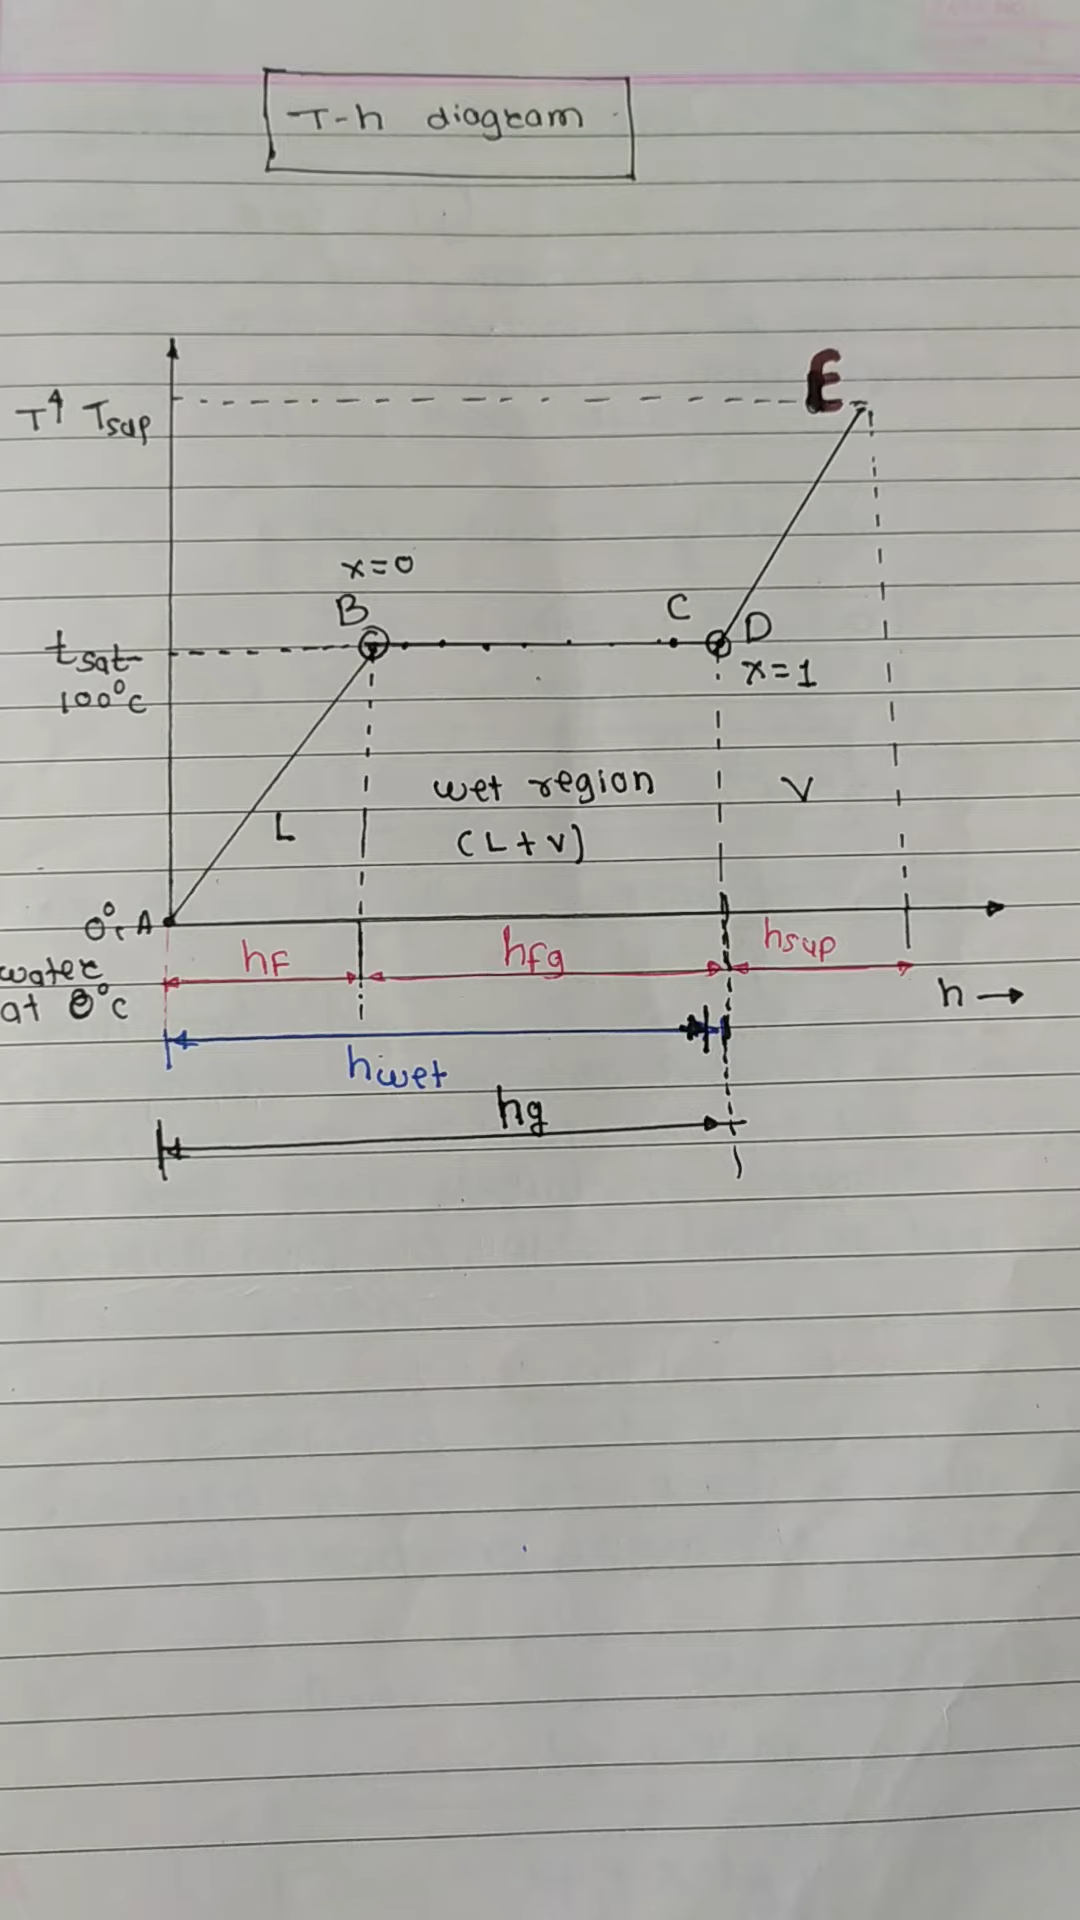 T-h diagram
E
T↑ Tsup
x=0
B
C
D
tsat
x=1
100°c
wet region
V
L
(L+V)
0°c A
hF
hfg
hsup
water
at 0°c
h →
hwet
hg